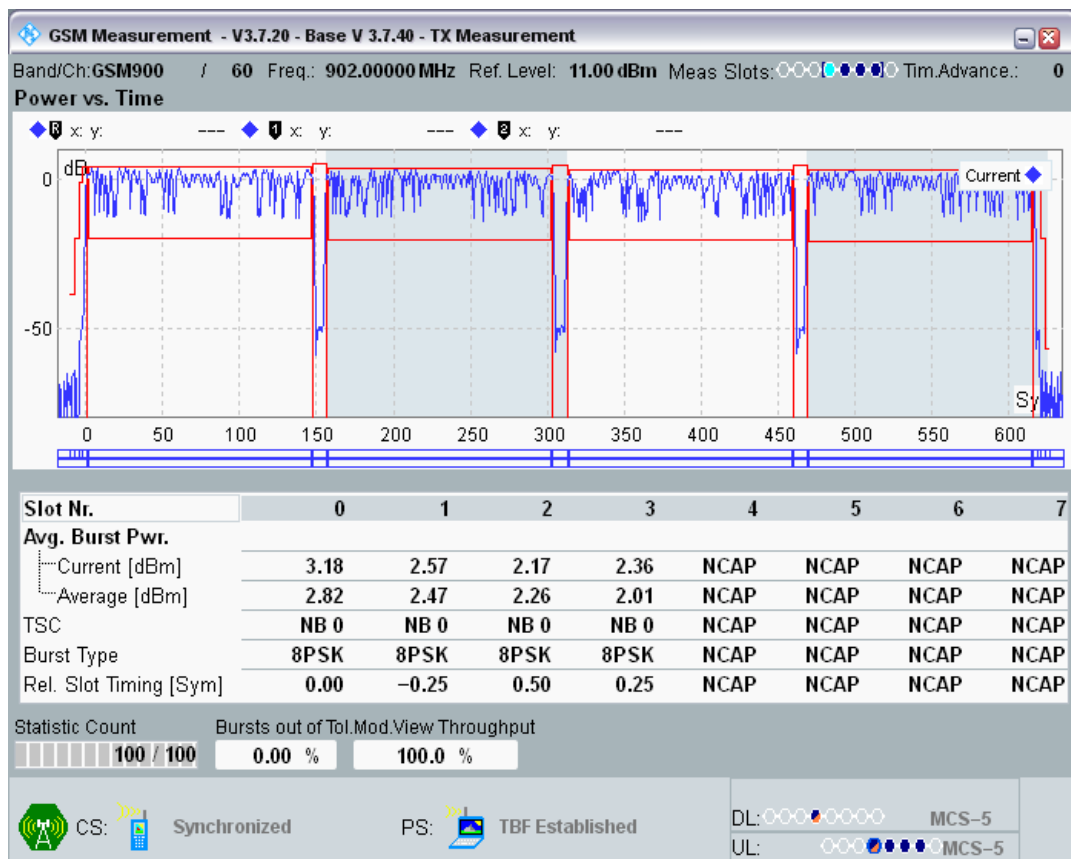 GSM Measurement - V3.7.20 - Base V 3.7.40 - TX Measurement
Band/Ch:GSM900 / 60 Freq.: 902.00000 MHz Ref. Level: 11.00 dBm Meas Slots: Tim.Advance.: 0
Power vs. Time
R x: y: --- 1 x: y: --- 2 x: y: ---
dB
0
Current
-50
Sy
0 50 100 150 200 250 300 350 400 450 500 550 600
Slot Nr. 0 1 2 3 4 5 6 7
Avg. Burst Pwr.
Current [dBm] 3.18 2.57 2.17 2.36 NCAP NCAP NCAP NCAP
Average [dBm] 2.82 2.47 2.26 2.01 NCAP NCAP NCAP NCAP
TSC NB 0 NB 0 NB 0 NB 0 NCAP NCAP NCAP NCAP
Burst Type 8PSK 8PSK 8PSK 8PSK NCAP NCAP NCAP NCAP
Rel. Slot Timing [Sym] 0.00 −0.25 0.50 0.25 NCAP NCAP NCAP NCAP
Statistic Count Bursts out of Tol.Mod.View Throughput
100 / 100 0.00 % 100.0 %
CS: Synchronized PS: TBF Established
DL: MCS−5
UL: MCS−5